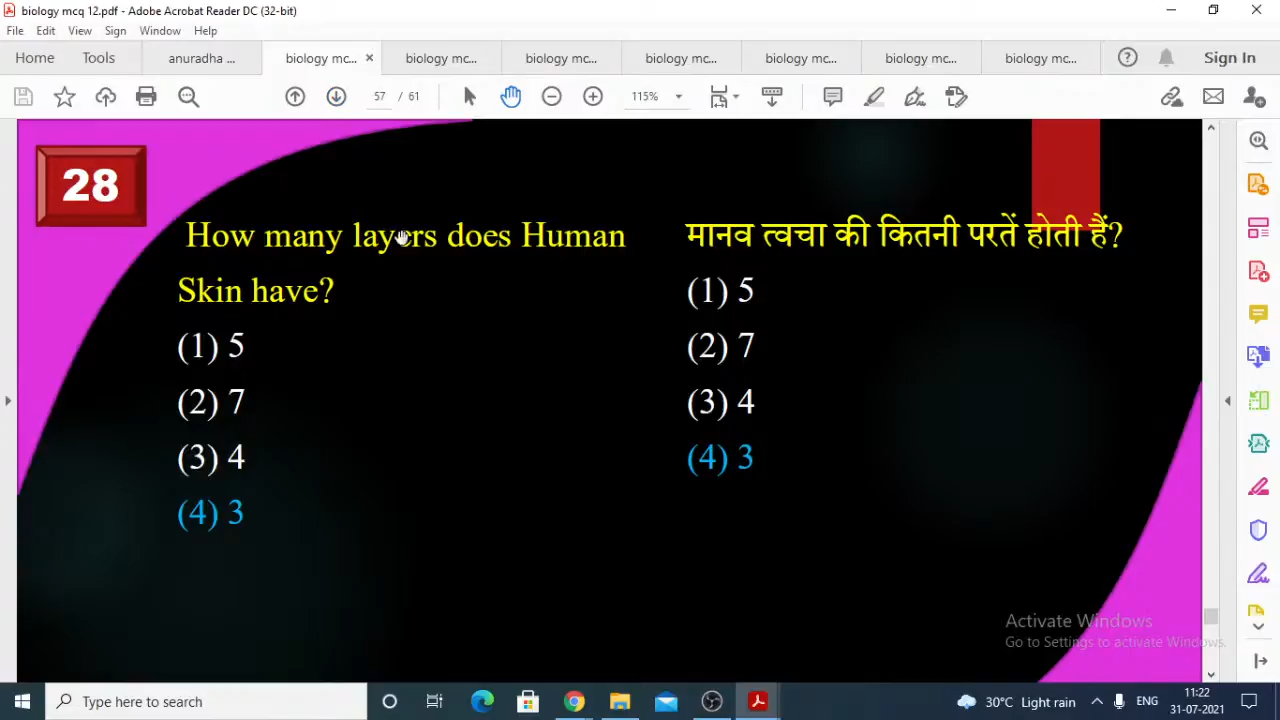 biology mcq 12.pdf - Adobe Acrobat Reader DC (32-bit)
File Edit View Sign Window Help
Home Tools anuradha ... biology mc... × biology mc... biology mc... biology mc... biology mc... biology mc... biology mc... Sign In
57 / 61 115%
28
How many layers does Human
Skin have?
(1) 5
(2) 7
(3) 4
(4) 3
मानव त्वचा की कितनी परतें होती हैं?
(1) 5
(2) 7
(3) 4
(4) 3
Activate Windows
Go to Settings to activate Windows.
Type here to search
30°C Light rain
ENG
11:22
31-07-2021